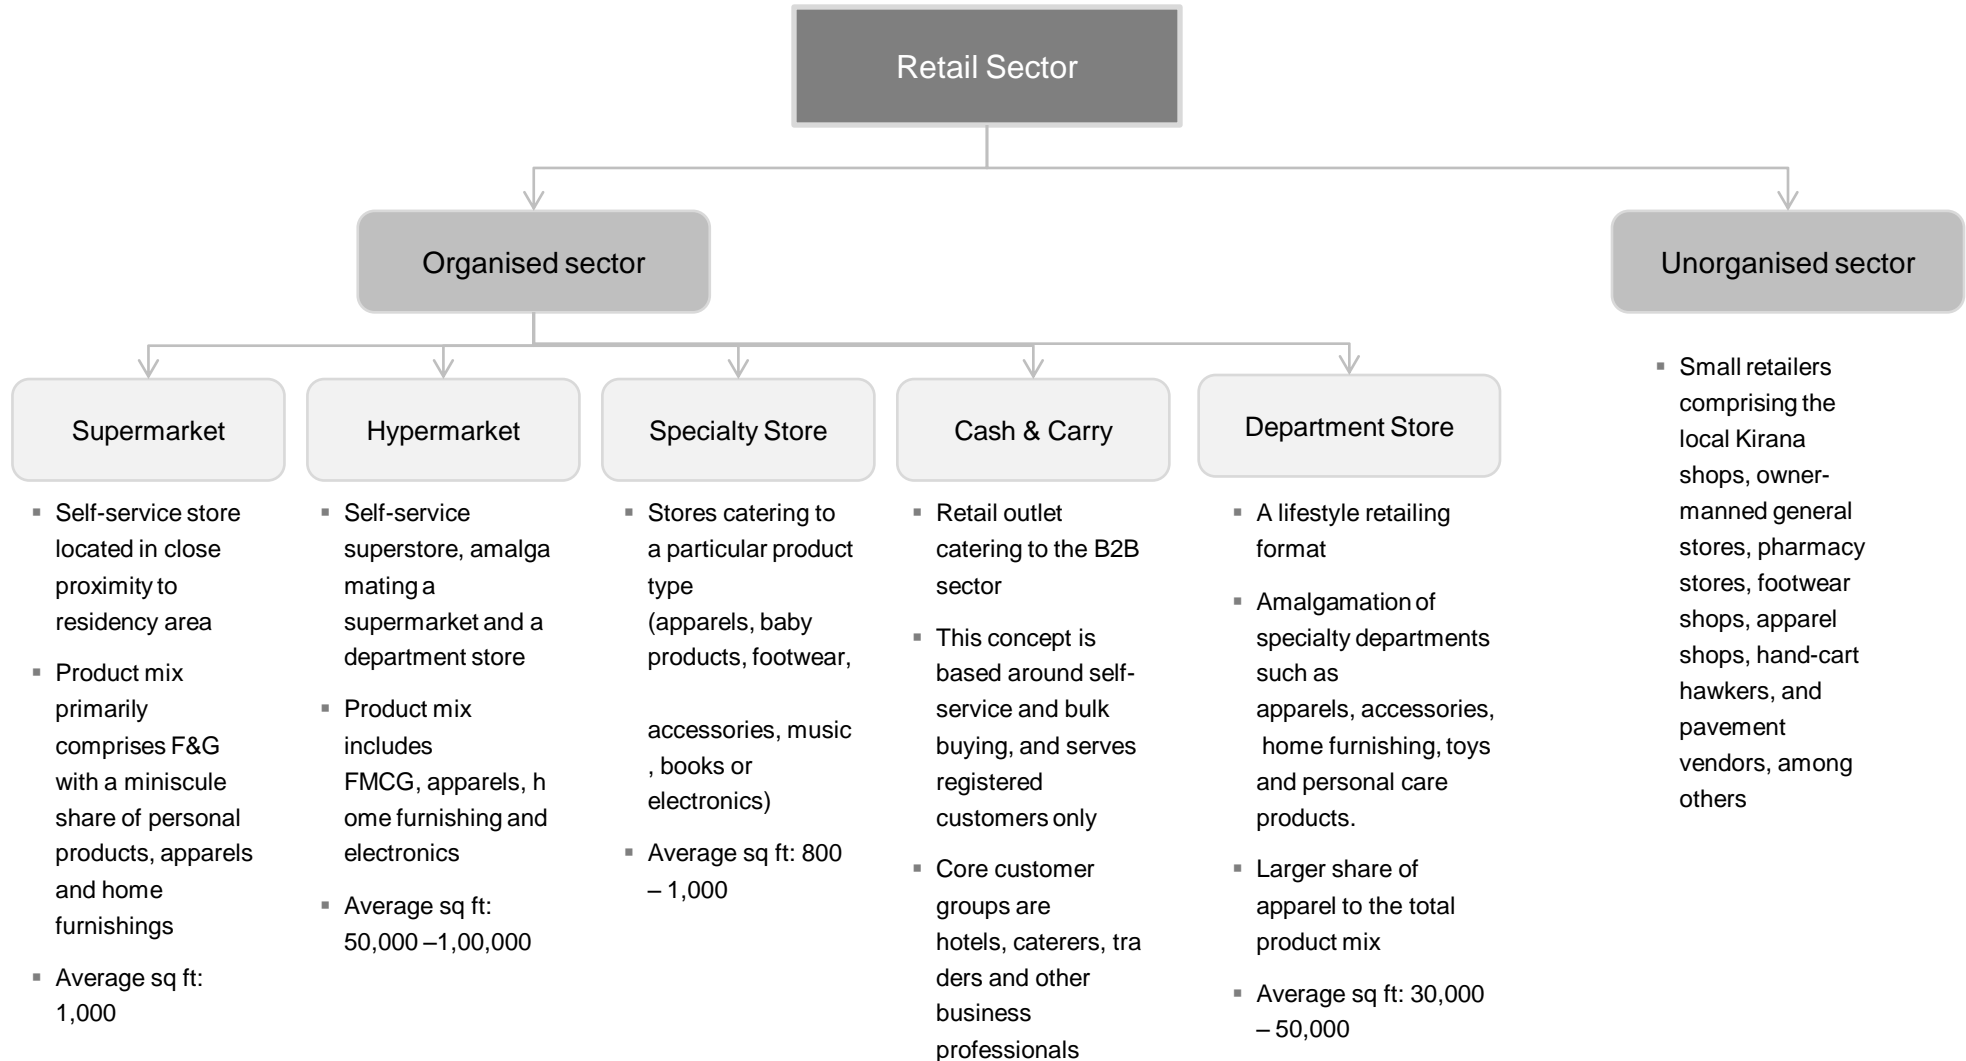 Retail Sector
Organised sector
Unorganised sector
Supermarket
Hypermarket
Specialty Store
Cash & Carry
Department Store
▪ Self-service store
located in close
proximity to
residency area
▪ Product mix
primarily
comprises F&G
with a miniscule
share of personal
products, apparels
and home
furnishings
▪ Average sq ft:
1,000
▪ Self-service
superstore, amalga
mating a
supermarket and a
department store
▪ Product mix
includes
FMCG, apparels, h
ome furnishing and
electronics
▪ Average sq ft:
50,000 –1,00,000
▪ Stores catering to
a particular product
type
(apparels, baby
products, footwear,
accessories, music
, books or
electronics)
▪ Average sq ft: 800
– 1,000
▪ Retail outlet
catering to the B2B
sector
▪ This concept is
based around self-
service and bulk
buying, and serves
registered
customers only
▪ Core customer
groups are
hotels, caterers, tra
ders and other
business
professionals
▪ A lifestyle retailing
format
▪ Amalgamation of
specialty departments
such as
apparels, accessories,
home furnishing, toys
and personal care
products.
▪ Larger share of
apparel to the total
product mix
▪ Average sq ft: 30,000
– 50,000
▪ Small retailers
comprising the
local Kirana
shops, owner-
manned general
stores, pharmacy
stores, footwear
shops, apparel
shops, hand-cart
hawkers, and
pavement
vendors, among
others